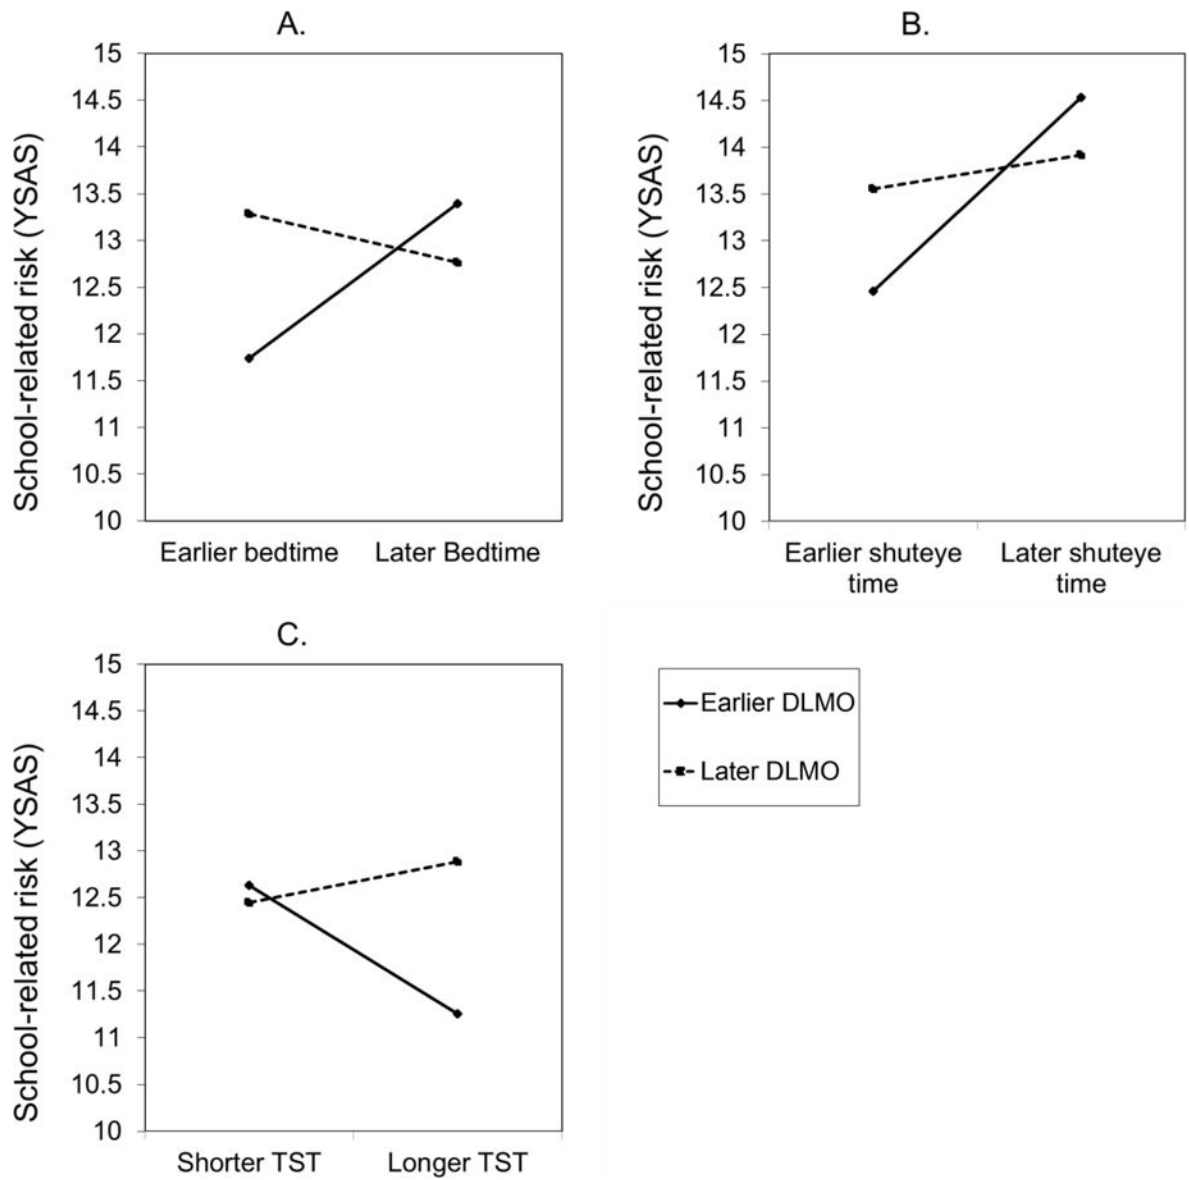 A.
School-related risk (YSAS)
15
14.5
14
13.5
13
12.5
12
11.5
11
10.5
10
Earlier bedtime
Later Bedtime
B.
School-related risk (YSAS)
15
14.5
14
13.5
13
12.5
12
11.5
11
10.5
10
Earlier shuteye
time
Later shuteye
time
C.
School-related risk (YSAS)
15
14.5
14
13.5
13
12.5
12
11.5
11
10.5
10
Shorter TST
Longer TST
Earlier DLMO
Later DLMO